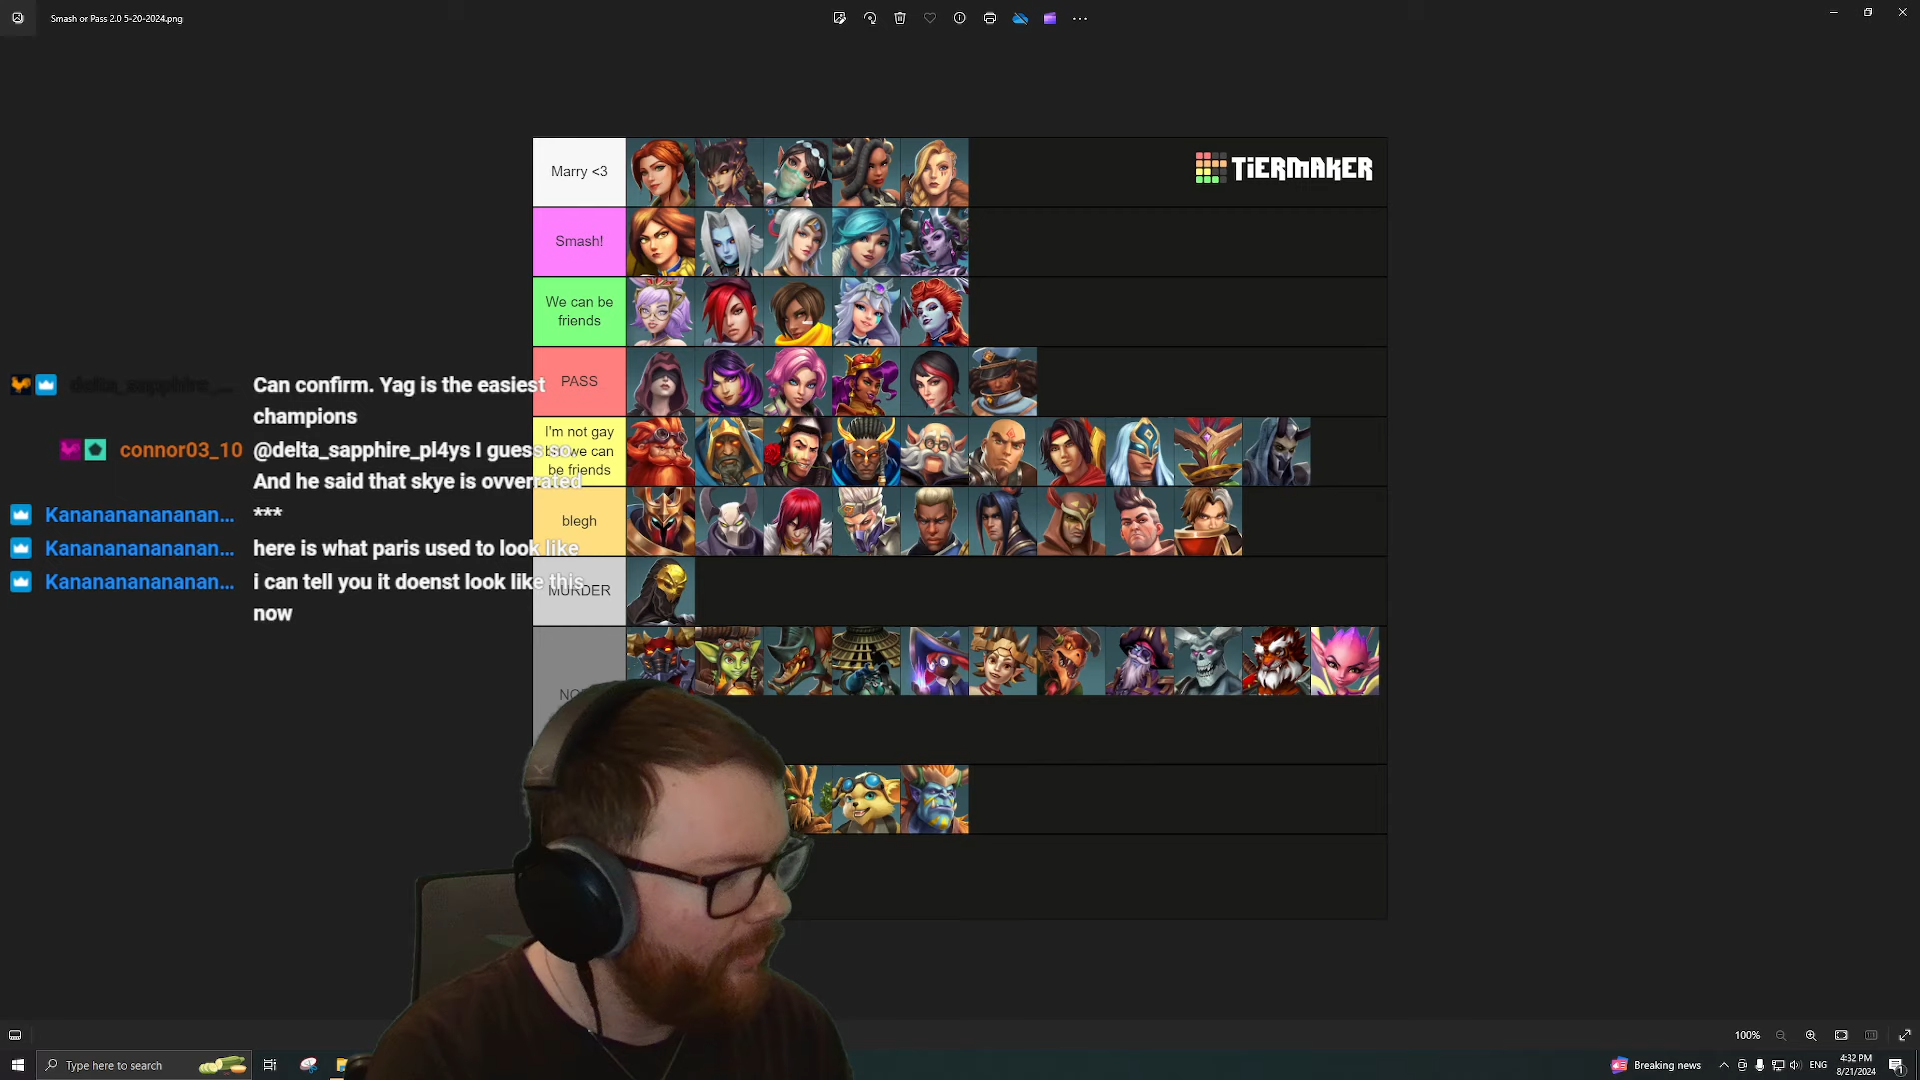 Smash or Pass 2.0 5-20-2024.png
Marry <3
TiERMAKER
Smash!
We can be
friends
PASS
I'm not gay
we can
be friends
blegh
MURDER
delta_sapphire_...
Can confirm. Yag is the easiest
champions
connor03_10
@delta_sapphire_pl4ys I guess so.
And he said that skye is ovverrated
Kanananananan...
***
Kanananananan...
here is what paris used to look like
Kanananananan...
i can tell you it doenst look like this
now
100%
Type here to search
Breaking news
ENG
4:32 PM
8/21/2024